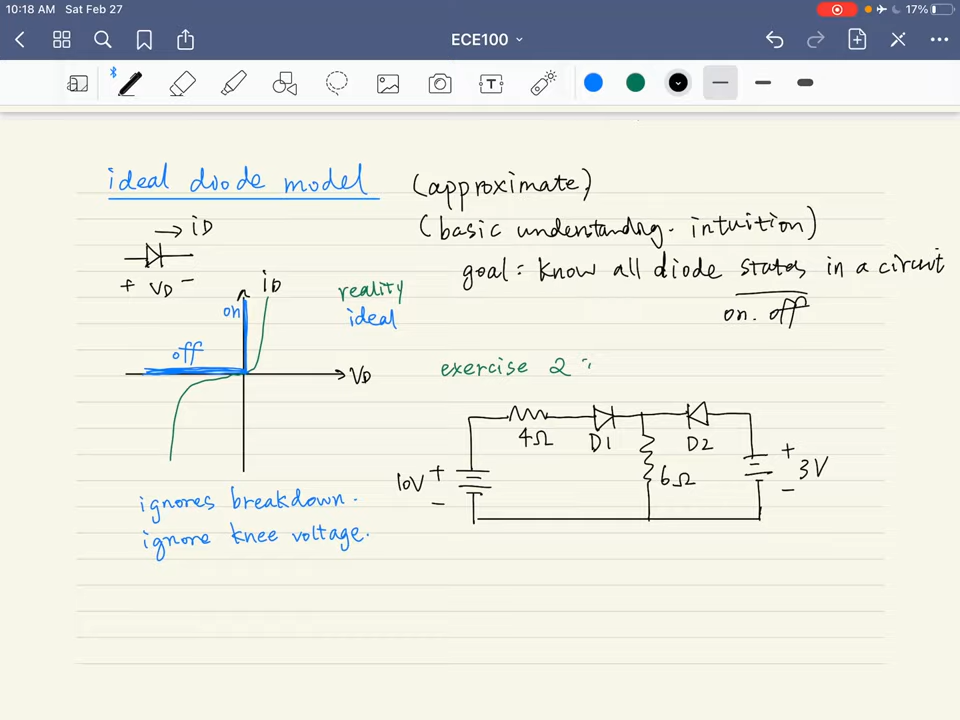 10:18 AM Sat Feb 27
17%
ECE100
T
ideal diode model (approximate)
(basic understanding. intuition)
goal: know all diode states in a circuit
on. off
→ iD
+ VD −
iD
on
off
VD
reality
ideal
exercise 2:
4Ω
D1
D2
10V
+
−
6Ω
+
3V
−
ignores breakdown.
ignore knee voltage.